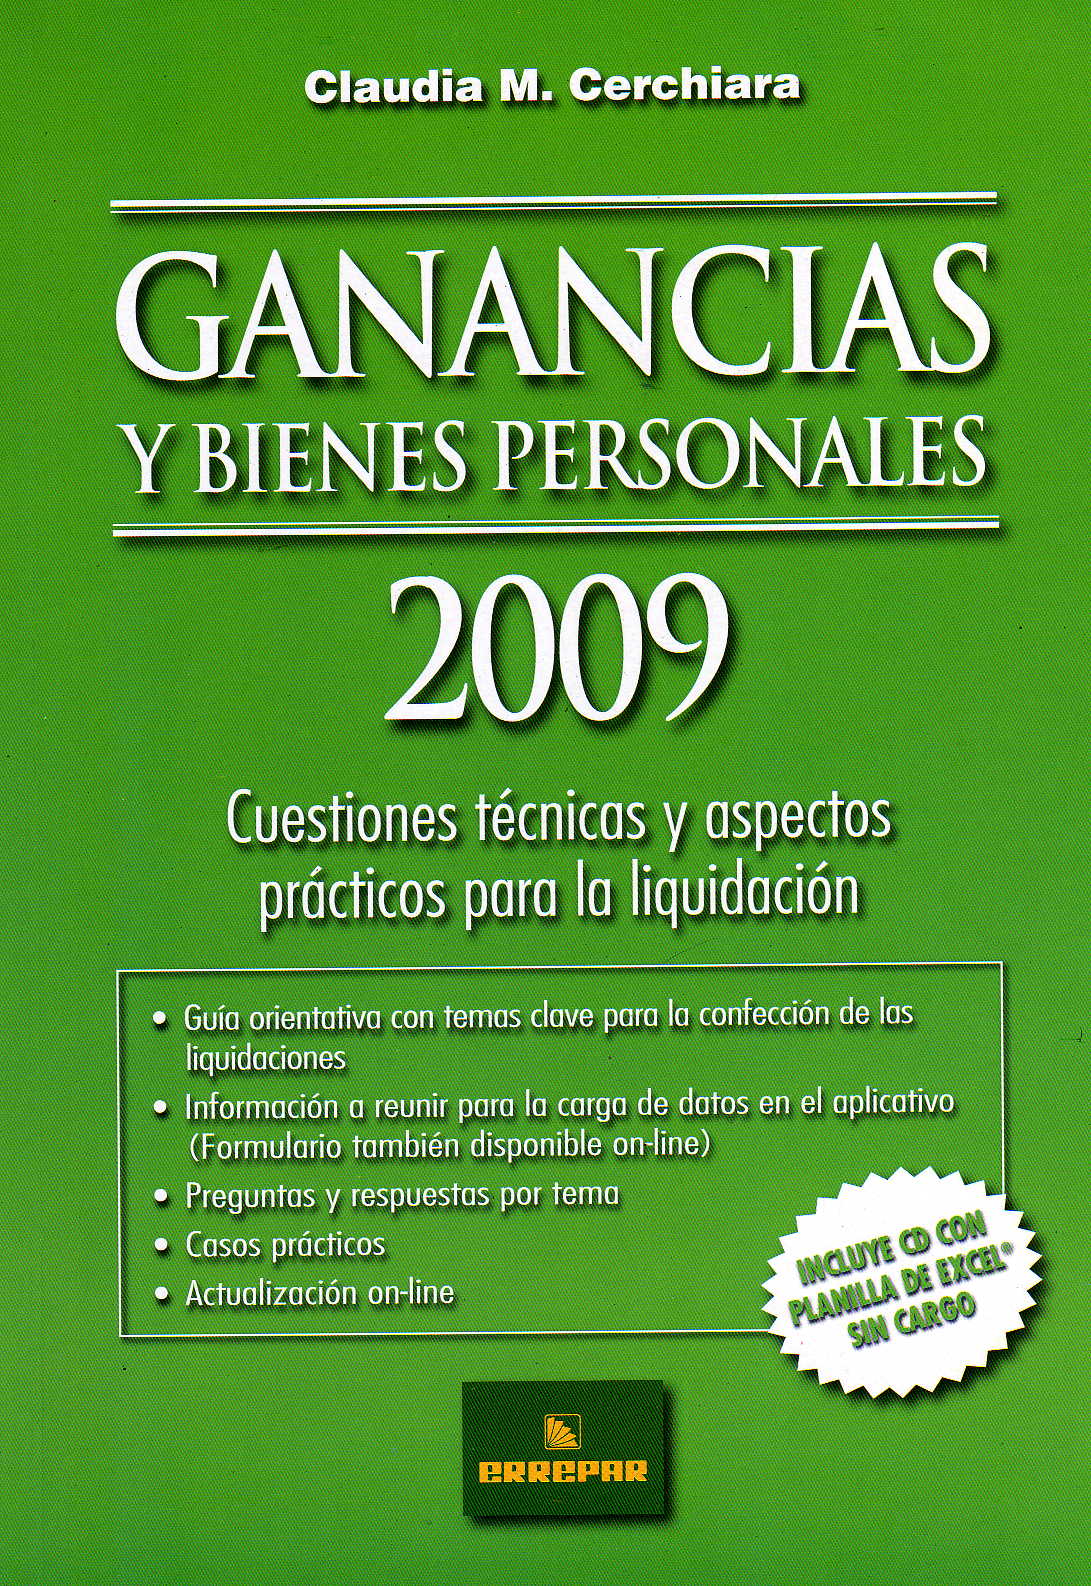 Claudia M. Cerchiara
GANANCIAS
Y BIENES PERSONALES
2009
Cuestiones técnicas y aspectos
prácticos para la liquidación
• Guía orientativa con temas clave para la confección de las
liquidaciones
• Información a reunir para la carga de datos en el aplicativo
(Formulario también disponible on-line)
• Preguntas y respuestas por tema
• Casos prácticos
• Actualización on-line
INCLUYE CD CON
PLANILLA DE EXCEL®
SIN CARGO
ERREPAR